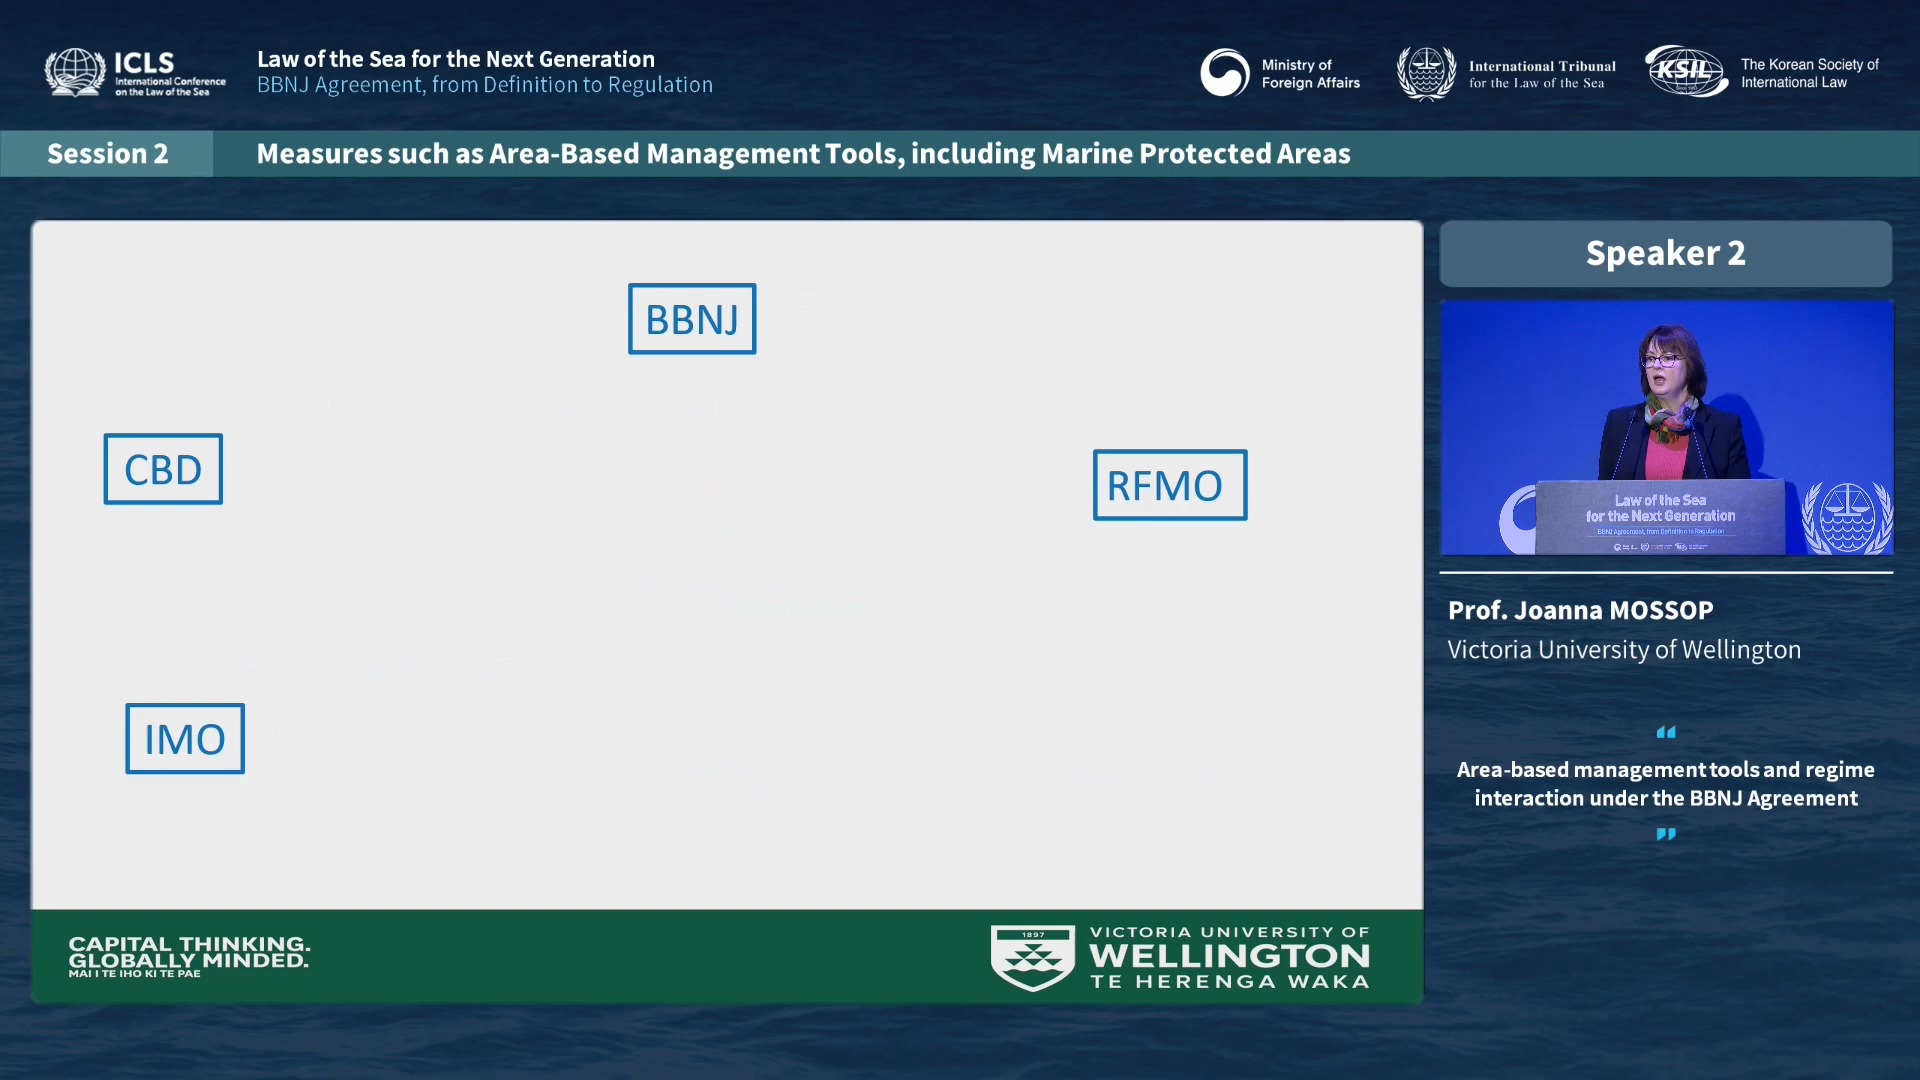 ICLS
International Conference
on the Law of the Sea
Law of the Sea for the Next Generation
BBNJ Agreement, from Definition to Regulation
Ministry of
Foreign Affairs
International Tribunal
for the Law of the Sea
KSIL
The Korean Society of
International Law
Session 2
Measures such as Area-Based Management Tools, including Marine Protected Areas
BBNJ
CBD
RFMO
IMO
CAPITAL THINKING.
GLOBALLY MINDED.
MAI I TE IHO KI TE PAE
1897
VICTORIA UNIVERSITY OF
WELLINGTON
TE HERENGA WAKA
Speaker 2
Law of the Sea
for the Next Generation
BBNJ Agreement, from Definition to Regulation
Prof. Joanna MOSSOP
Victoria University of Wellington
“
Area-based management tools and regime
interaction under the BBNJ Agreement
”